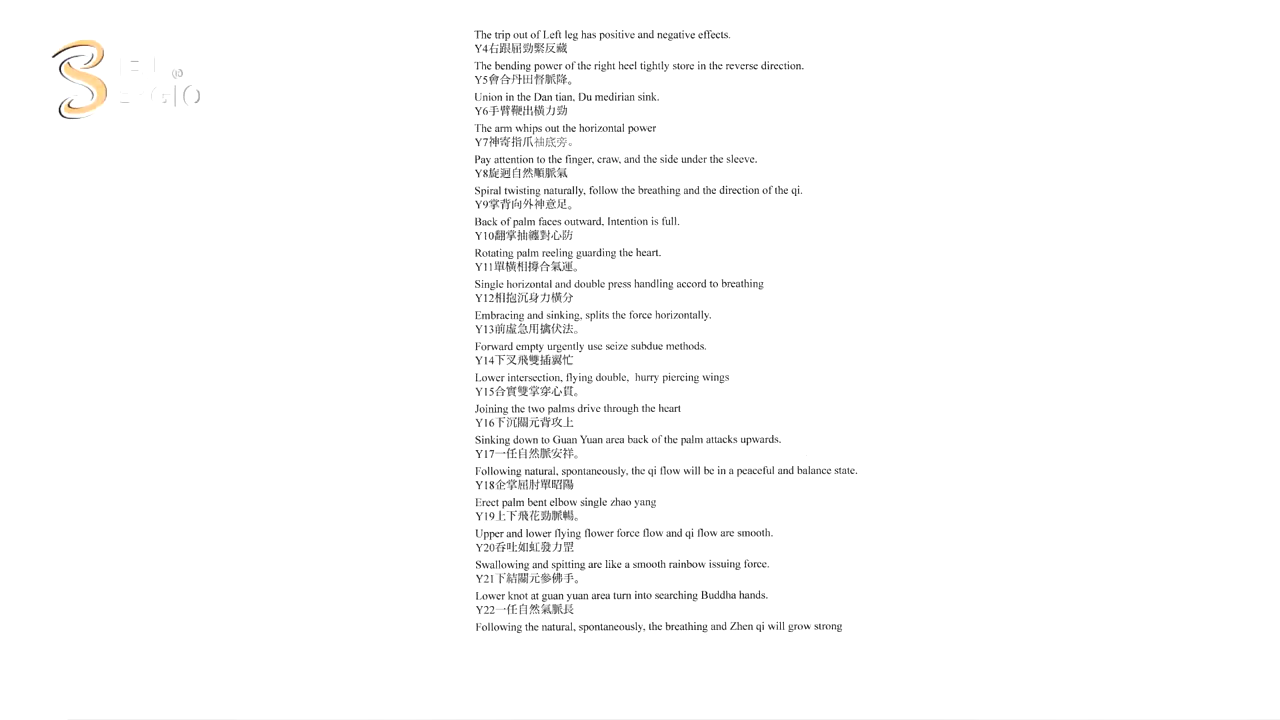 The trip out of Left leg has positive and negative effects.
Y4右跟屈勁緊反藏
The bending power of the right heel tightly store in the reverse direction.
Y5會合丹田督脈降。
Union in the Dan tian, Du medirian sink.
Y6手臂鞭出橫力勁
The arm whips out the horizontal power
Y7神寄指爪袖底旁。
Pay attention to the finger, craw, and the side under the sleeve.
Y8旋迴自然順脈氣
Spiral twisting naturally, follow the breathing and the direction of the qi.
Y9掌背向外神意足。
Back of palm faces outward, Intention is full.
Y10翻掌抽纏對心防
Rotating palm reeling guarding the heart.
Y11單橫相撐合氣運。
Single horizontal and double press handling accord to breathing
Y12相抱沉身力橫分
Embracing and sinking, splits the force horizontally.
Y13前虛急用擒伏法。
Forward empty urgently use seize subdue methods.
Y14下叉飛雙插翼忙
Lower intersection, flying double, hurry piercing wings
Y15合實雙掌穿心貫。
Joining the two palms drive through the heart
Y16下沉關元背攻上
Sinking down to Guan Yuan area back of the palm attacks upwards.
Y17一任自然脈安祥。
Following natural, spontaneously, the qi flow will be in a peaceful and balance state.
Y18企掌屈肘單昭陽
Erect palm bent elbow single zhao yang
Y19上下飛花勁脈暢。
Upper and lower flying flower force flow and qi flow are smooth.
Y20吞吐如虹發力罡
Swallowing and spitting are like a smooth rainbow issuing force.
Y21下結關元參佛手。
Lower knot at guan yuan area turn into searching Buddha hands.
Y22一任自然氣脈長
Following the natural, spontaneously, the breathing and Zhen qi will grow strong